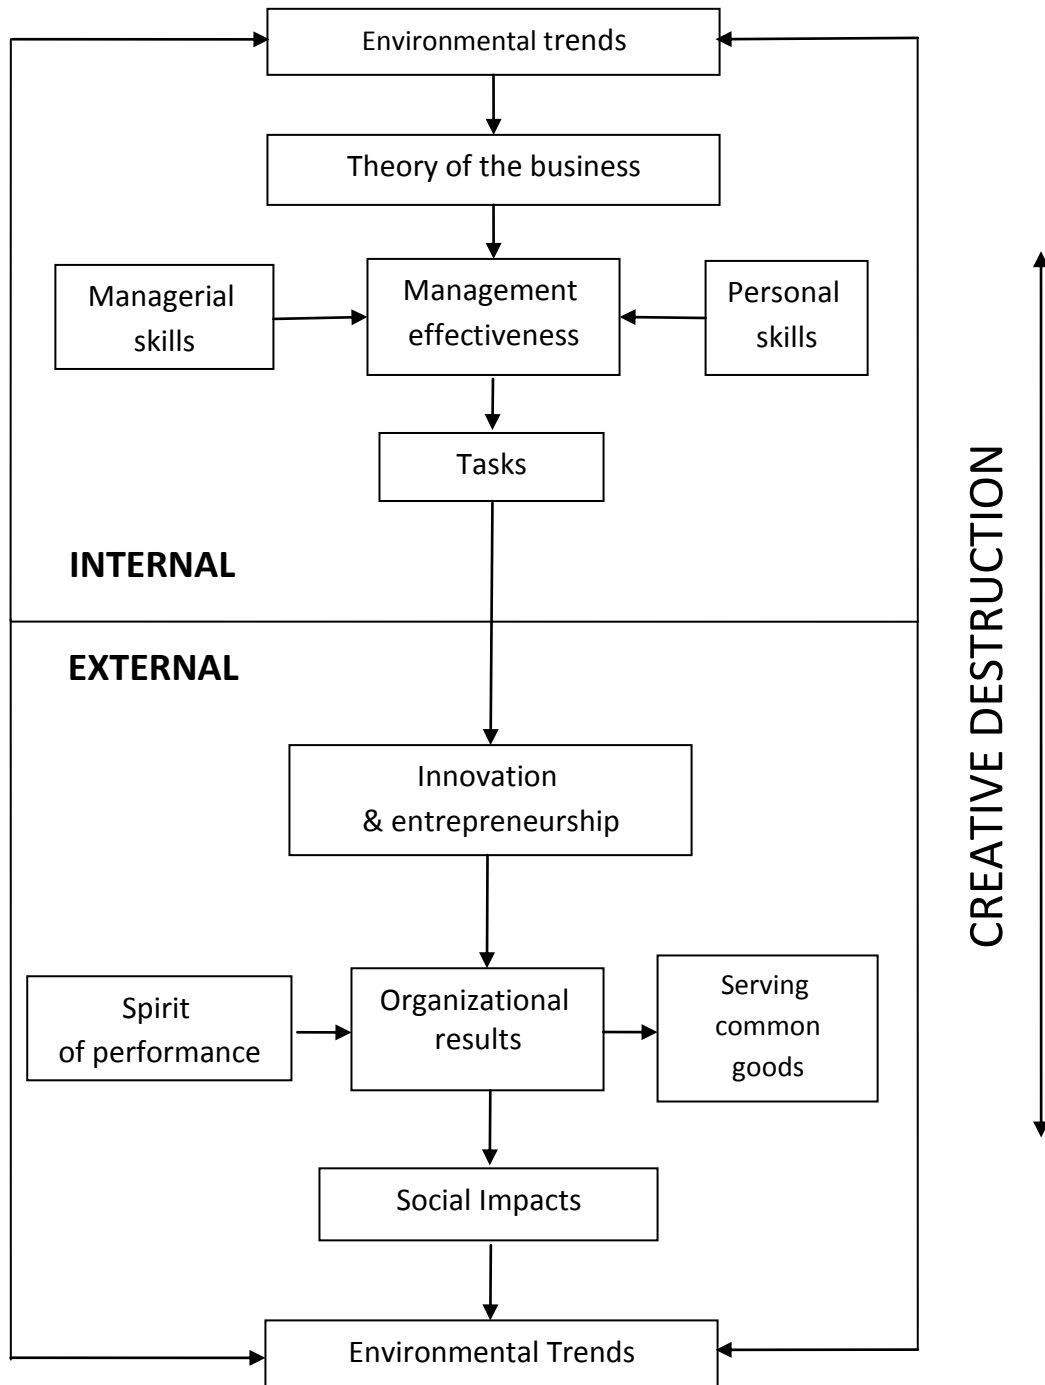 Environmental trends
Theory of the business
Managerial
skills
Management
effectiveness
Personal
skills
Tasks
INTERNAL
EXTERNAL
CREATIVE DESTRUCTION
Innovation
& entrepreneurship
Spirit
of performance
Organizational
results
Serving
common
goods
Social Impacts
Environmental Trends